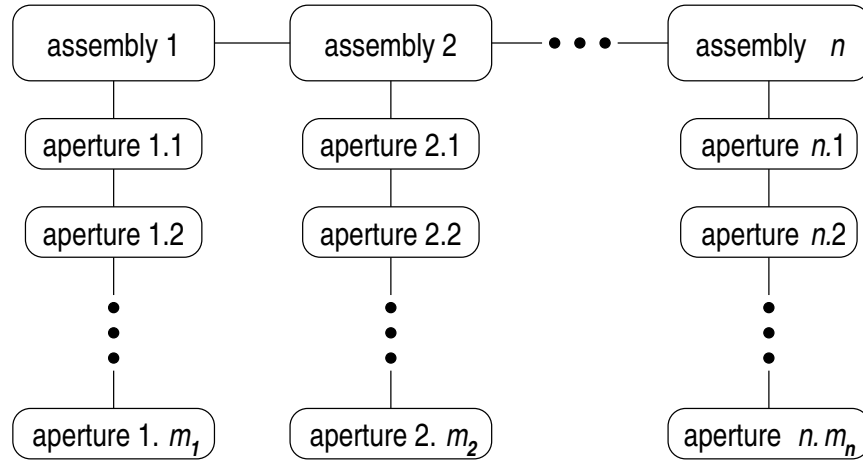 assembly 1 assembly 2 assembly n
aperture 1.1 aperture 2.1 aperture n.1
aperture 1.2 aperture 2.2 aperture n.2
aperture 1. m₁ aperture 2. m₂ aperture n. mₙ